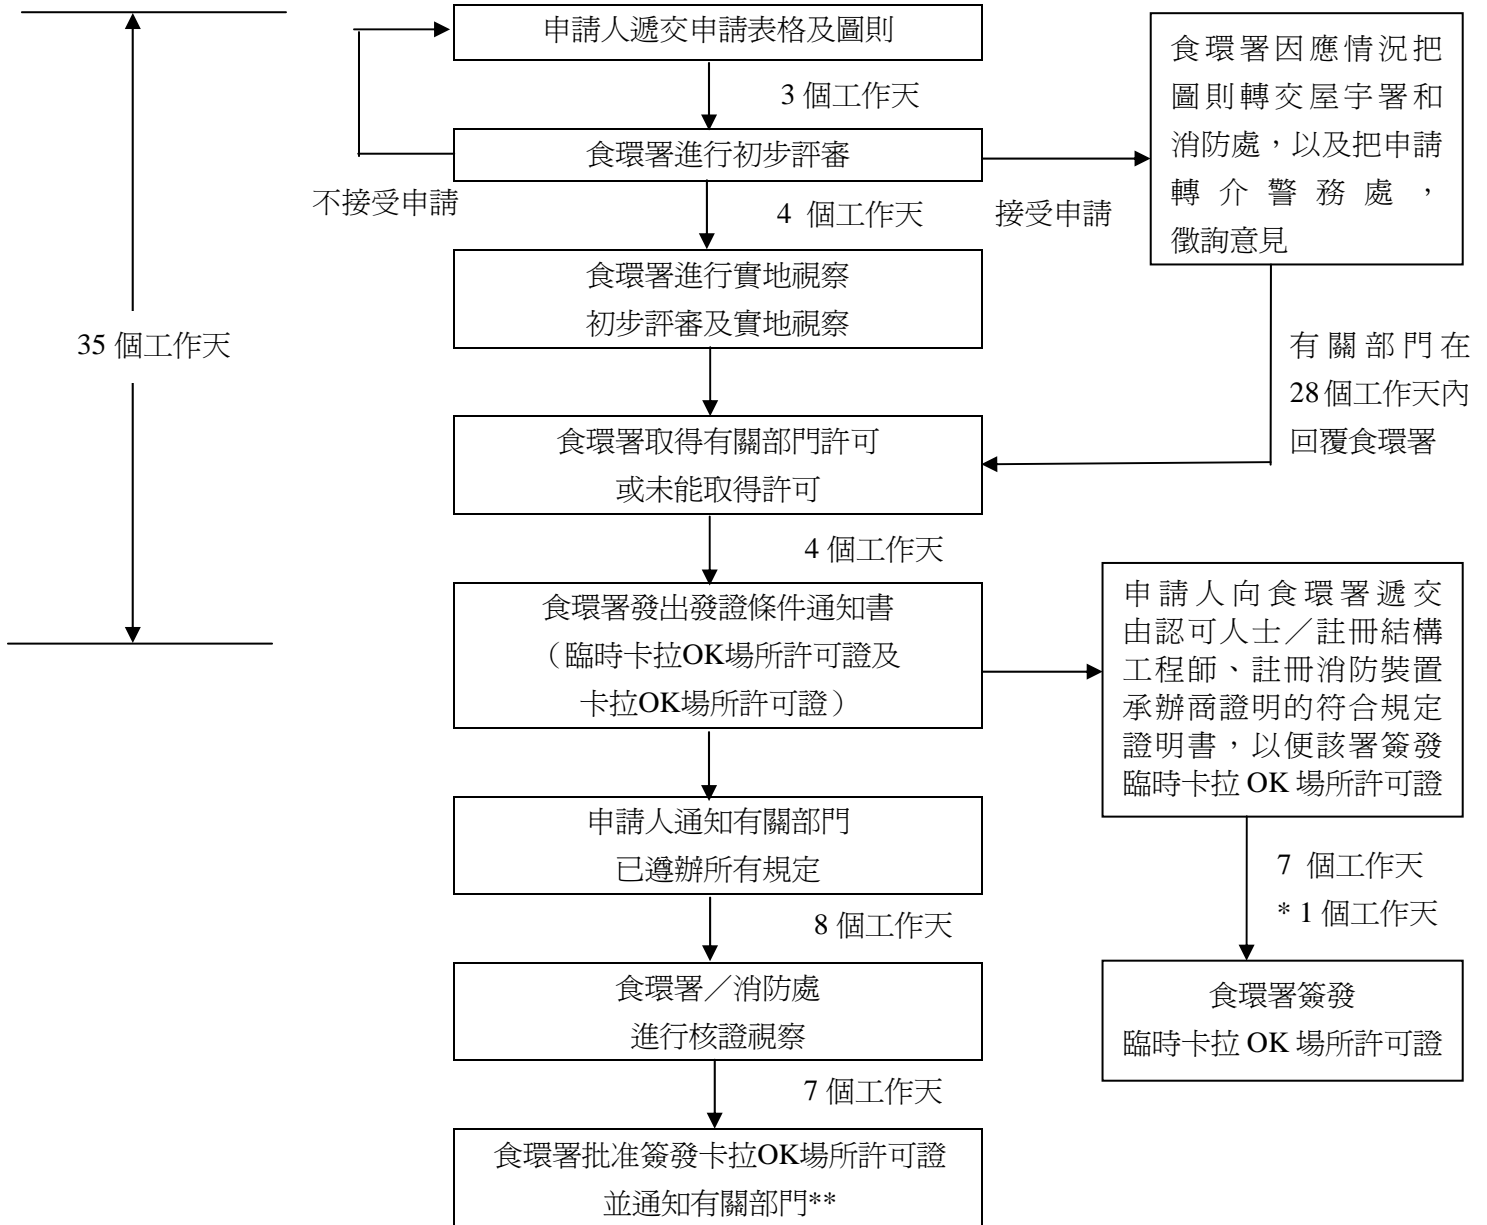 申請人遞交申請表格及圖則
3 個工作天
食環署進行初步評審
不接受申請
4 個工作天
接受申請
食環署因應情況把
圖則轉交屋宇署和
消防處，以及把申請
轉介警務處，
徵詢意見
食環署進行實地視察
初步評審及實地視察
35 個工作天
有關部門在
28個工作天內
回覆食環署
食環署取得有關部門許可
或未能取得許可
4 個工作天
食環署發出發證條件通知書
（臨時卡拉OK場所許可證及
卡拉OK場所許可證）
申請人向食環署遞交
由認可人士／註冊結構
工程師、註冊消防裝置
承辦商證明的符合規定
證明書，以便該署簽發
臨時卡拉 OK 場所許可證
申請人通知有關部門
已遵辦所有規定
7 個工作天
* 1 個工作天
8 個工作天
食環署／消防處
進行核證視察
食環署簽發
臨時卡拉 OK 場所許可證
7 個工作天
食環署批准簽發卡拉OK場所許可證
並通知有關部門**